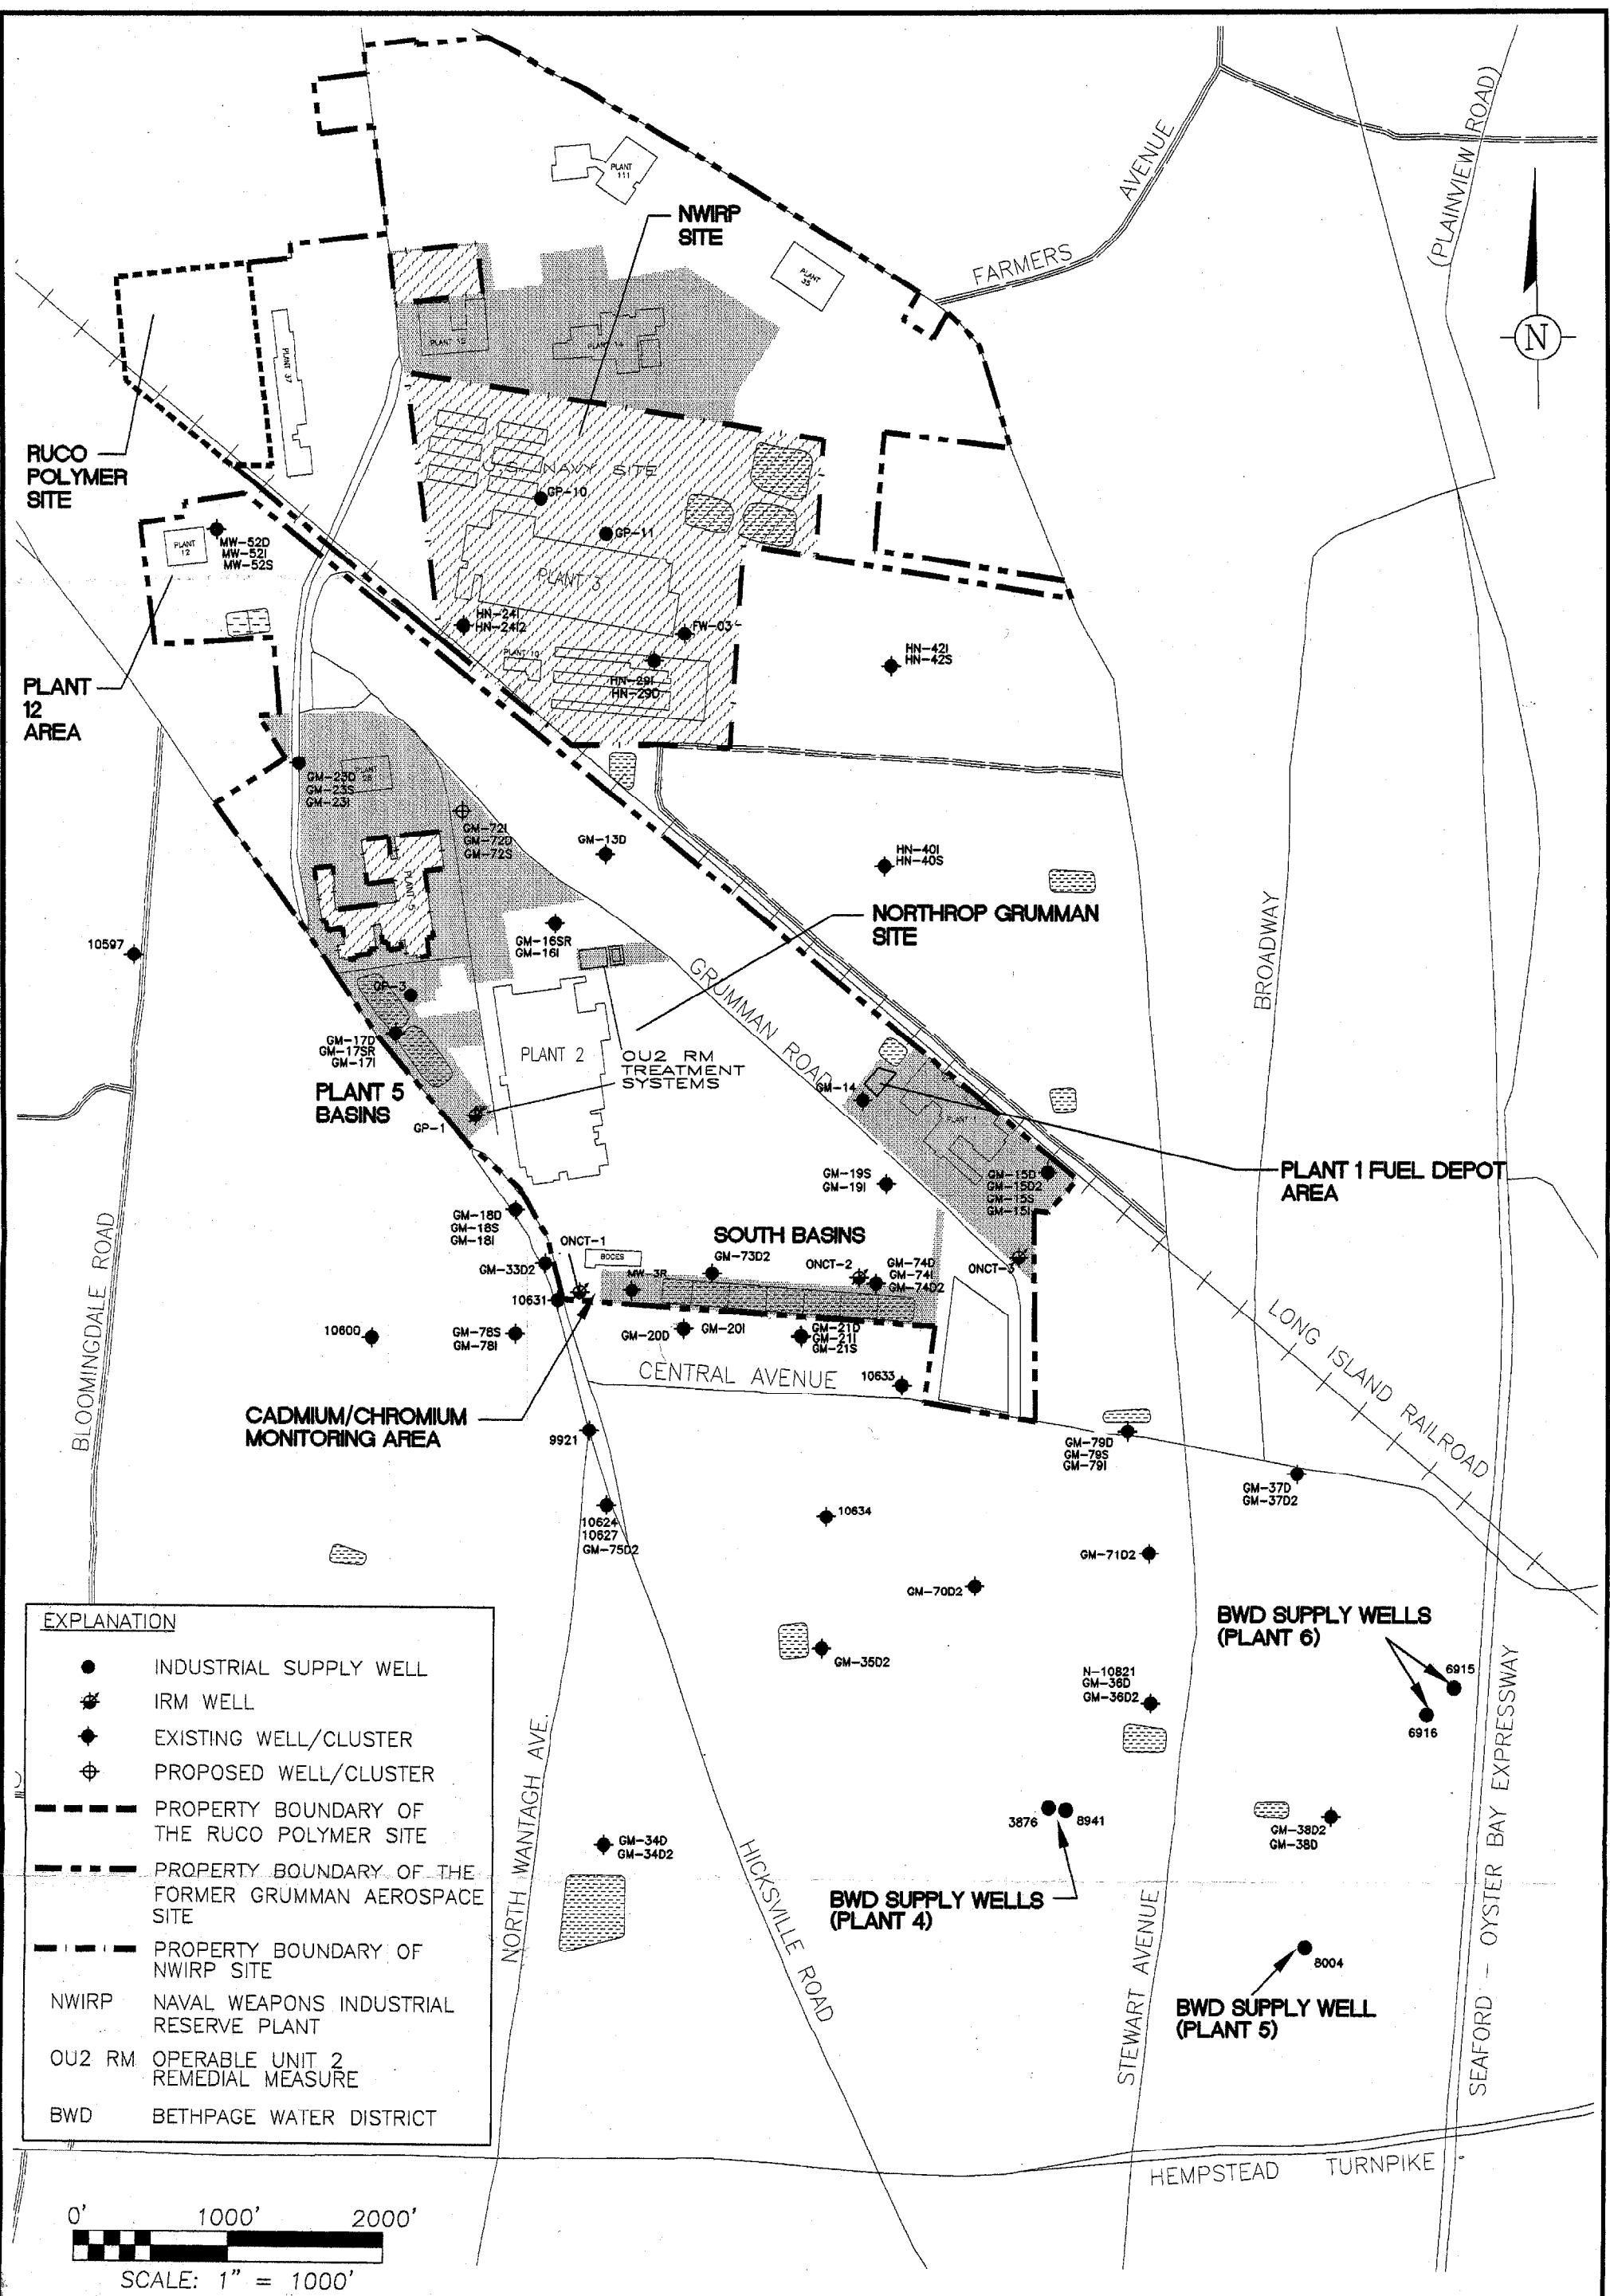 PLANT
111
NWIRP
SITE
PLANT
35
FARMERS
AVENUE
(PLAINVIEW ROAD)
N
PLANT 37
RUCO
POLYMER
SITE
U.S. NAVY SITE
GP-10
GP-11
PLANT 3
PLANT
12
MW-52D
MW-52I
MW-52S
HN-24I
HN-24I2
FW-03
PLANT 10
HN-29I
HN-29D
HN-42I
HN-42S
PLANT
12
AREA
GM-23D
GM-23S
GM-23I
PLANT
GM-72I
GM-72D
GM-72S
GM-13D
HN-40I
HN-40S
PLANT 5
NORTHROP GRUMMAN
SITE
10597
GM-16SR
GM-16I
GRUMMAN ROAD
BROADWAY
GP-3
GM-17D
GM-17SR
GM-17I
PLANT 2
OU2 RM
TREATMENT
SYSTEMS
PLANT 5
BASINS
GP-1
GM-14
PLANT 1
PLANT 1 FUEL DEPOT
AREA
GM-19S
GM-19I
GM-15D
GM-15D2
GM-15S
GM-15I
GM-18D
GM-18S
GM-18I
SOUTH BASINS
ONCT-1
BOCES
GM-73D2
ONCT-2
GM-74D
GM-74I
GM-74D2
ONCT-3
GM-33D2
MW-3R
10631
10600
GM-78S
GM-78I
GM-20D
GM-20I
GM-21D
GM-21I
GM-21S
BLOOMINGDALE ROAD
CENTRAL AVENUE
10633
LONG ISLAND RAILROAD
CADMIUM/CHROMIUM
MONITORING AREA
9921
GM-79D
GM-79S
GM-79I
GM-37D
GM-37D2
10624
10627
GM-75D2
10634
GM-71D2
GM-70D2
BWD SUPPLY WELLS
(PLANT 6)
GM-35D2
N-10821
GM-36D
GM-36D2
6915
6916
3876
8941
GM-38D2
GM-38D
GM-34D
GM-34D2
BWD SUPPLY WELLS
(PLANT 4)
8004
BWD SUPPLY WELL
(PLANT 5)
NORTH WANTAGH AVE.
HICKSVILLE ROAD
STEWART AVENUE
SEAFORD - OYSTER BAY EXPRESSWAY
HEMPSTEAD TURNPIKE
EXPLANATION
INDUSTRIAL SUPPLY WELL
IRM WELL
EXISTING WELL/CLUSTER
PROPOSED WELL/CLUSTER
PROPERTY BOUNDARY OF
THE RUCO POLYMER SITE
PROPERTY BOUNDARY OF THE
FORMER GRUMMAN AEROSPACE
SITE
PROPERTY BOUNDARY OF
NWIRP SITE
NWIRP NAVAL WEAPONS INDUSTRIAL
RESERVE PLANT
OU2 RM OPERABLE UNIT 2
REMEDIAL MEASURE
BWD BETHPAGE WATER DISTRICT
0' 1000' 2000'
SCALE: 1" = 1000'